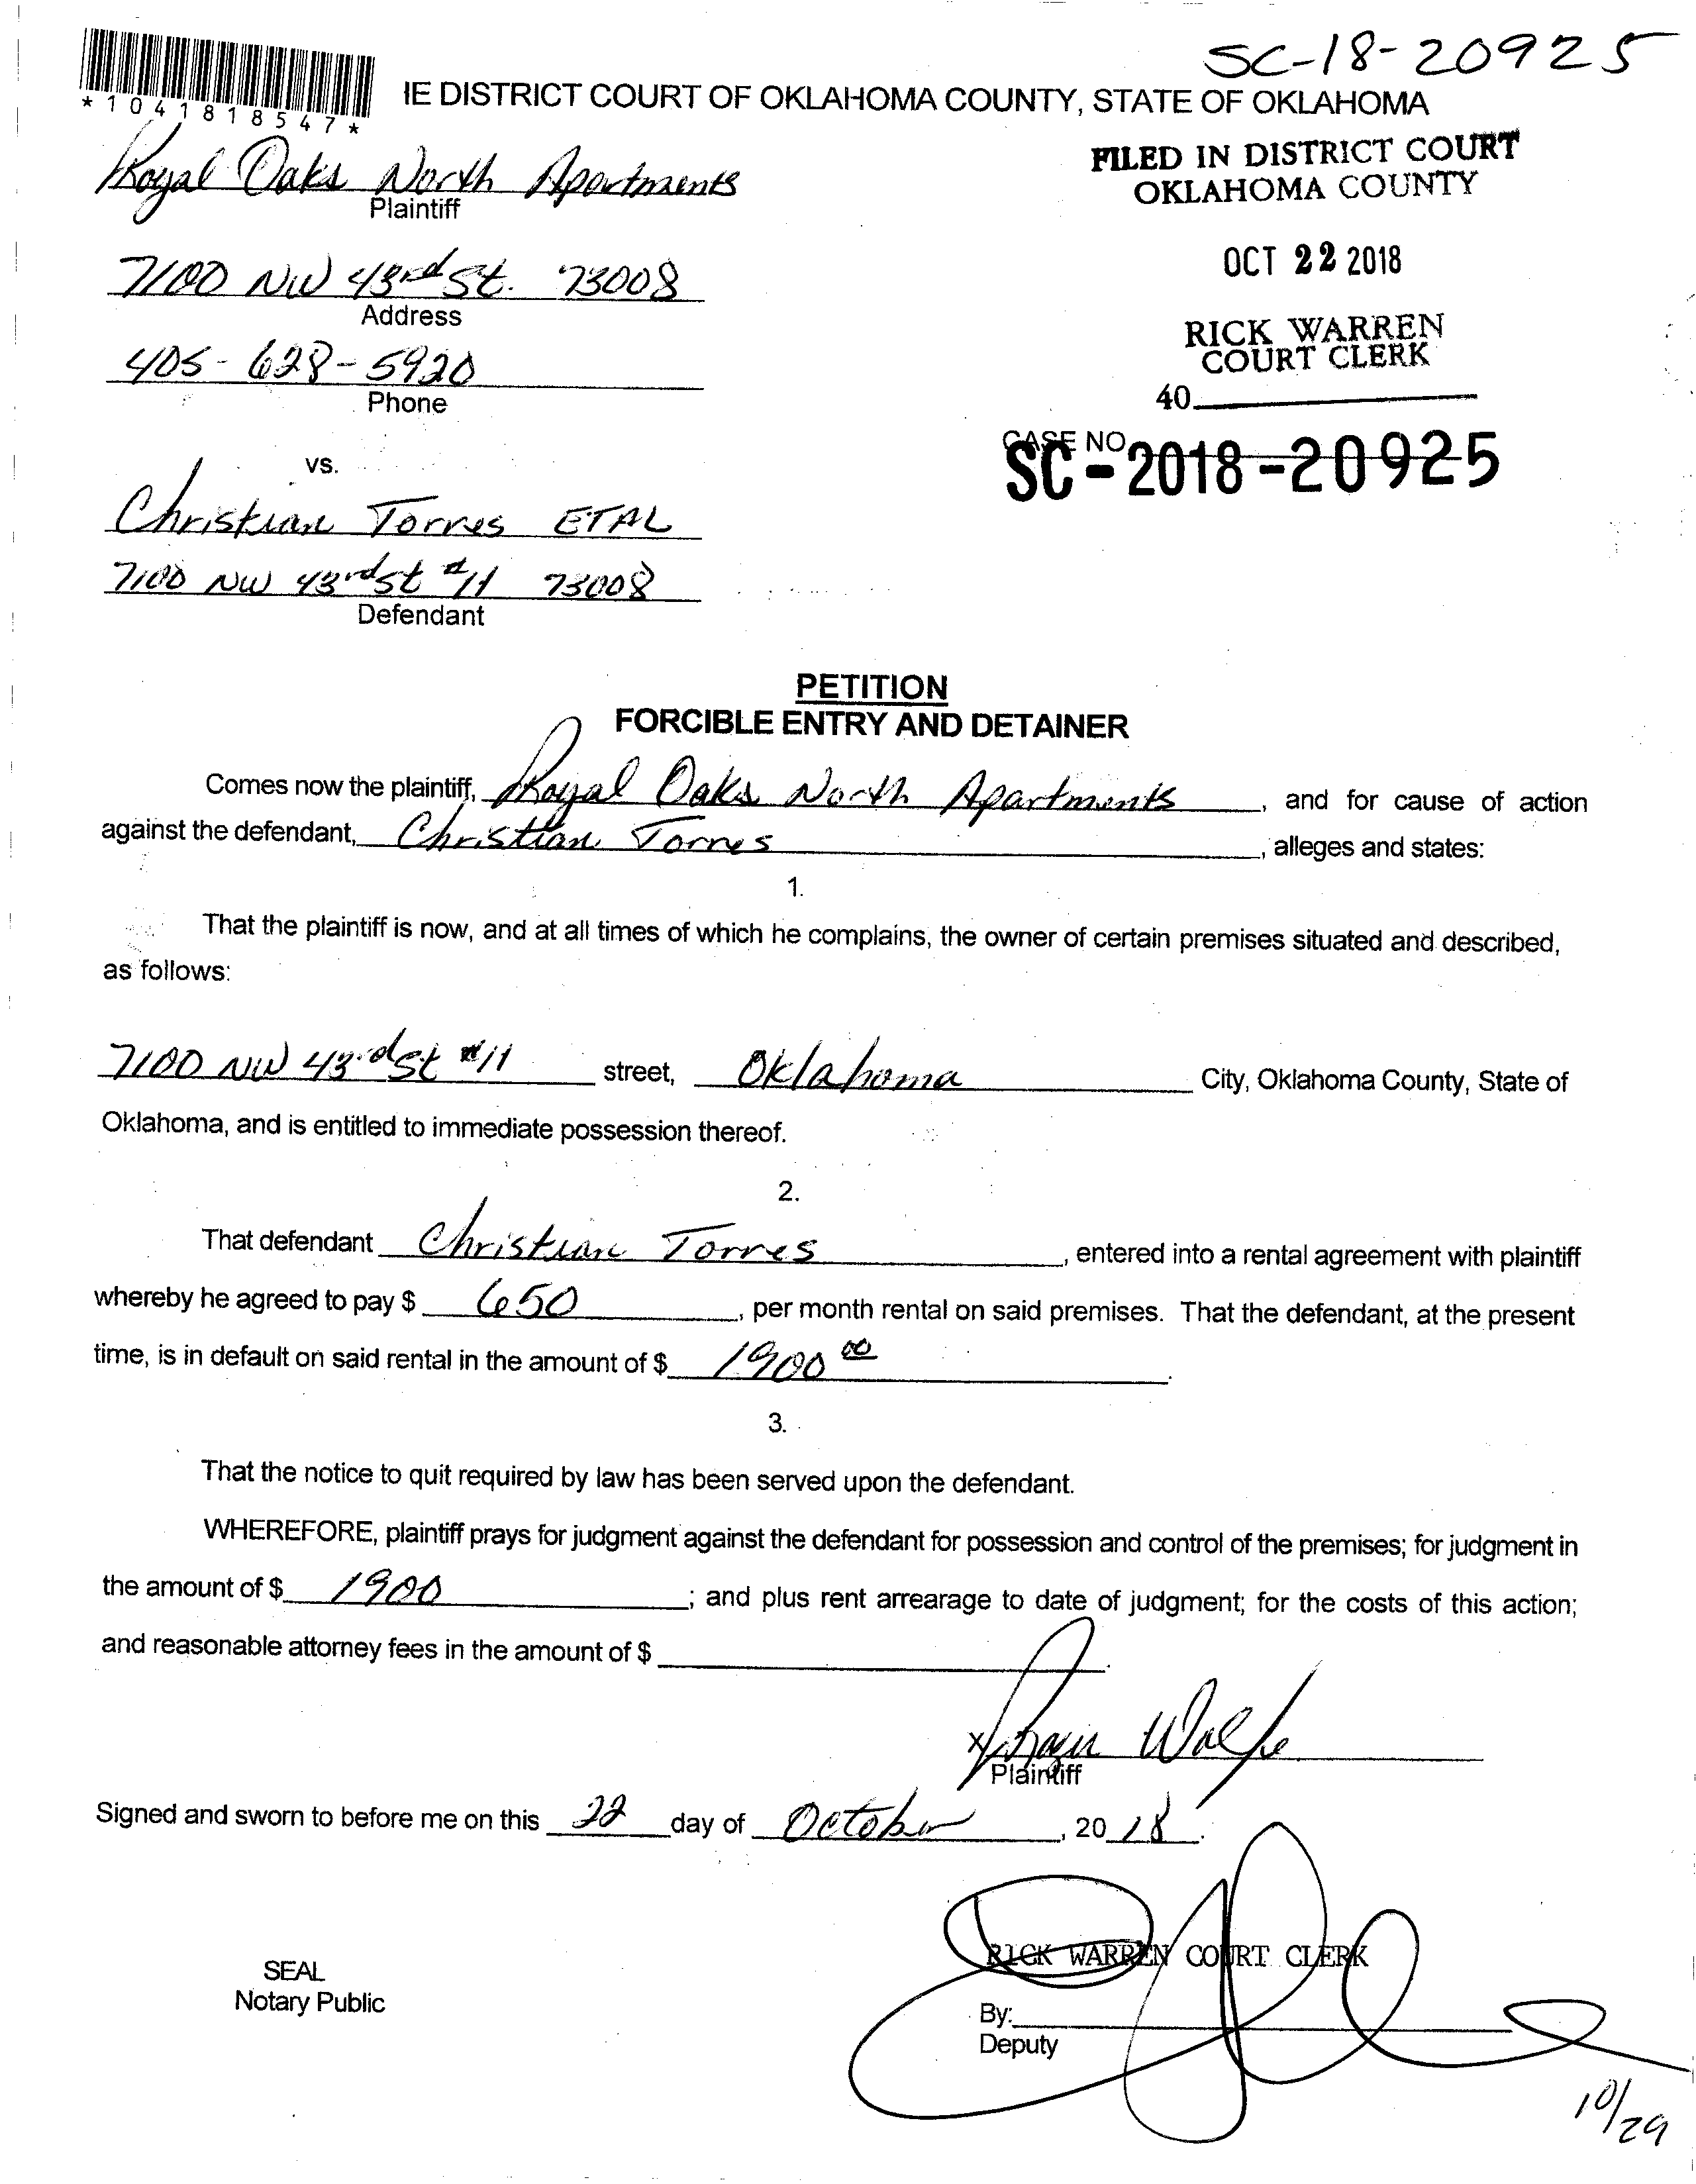 SC-18-20925
*1041818547*
IE DISTRICT COURT OF OKLAHOMA COUNTY, STATE OF OKLAHOMA
FILED IN DISTRICT COURT
OKLAHOMA COUNTY
Royal Oaks North Apartments
Plaintiff
OCT 22 2018
7100 NW 43rd St. 73008
Address
RICK WARREN
COURT CLERK
405-628-5920
Phone
40
CASE NO
SC-2018-20925
vs.
Christian Torres ETAL
7100 NW 43rd St #11 73008
Defendant
PETITION
FORCIBLE ENTRY AND DETAINER
Comes now the plaintiff, Royal Oaks North Apartments, and for cause of action
against the defendant, Christian Torres, alleges and states:
1.
That the plaintiff is now, and at all times of which he complains, the owner of certain premises situated and described,
as follows:
7100 NW 43rd St #11 street, Oklahoma City, Oklahoma County, State of
Oklahoma, and is entitled to immediate possession thereof.
2.
That defendant Christian Torres, entered into a rental agreement with plaintiff
whereby he agreed to pay $ 650, per month rental on said premises. That the defendant, at the present
time, is in default on said rental in the amount of $ 1900 00.
3.
That the notice to quit required by law has been served upon the defendant.
WHEREFORE, plaintiff prays for judgment against the defendant for possession and control of the premises; for judgment in
the amount of $ 1900; and plus rent arrearage to date of judgment; for the costs of this action;
and reasonable attorney fees in the amount of $
x Wolfe
Plaintiff
Signed and sworn to before me on this 22 day of October, 2018.
RICK WARREN COURT CLERK
SEAL
Notary Public
By:
Deputy
10/29